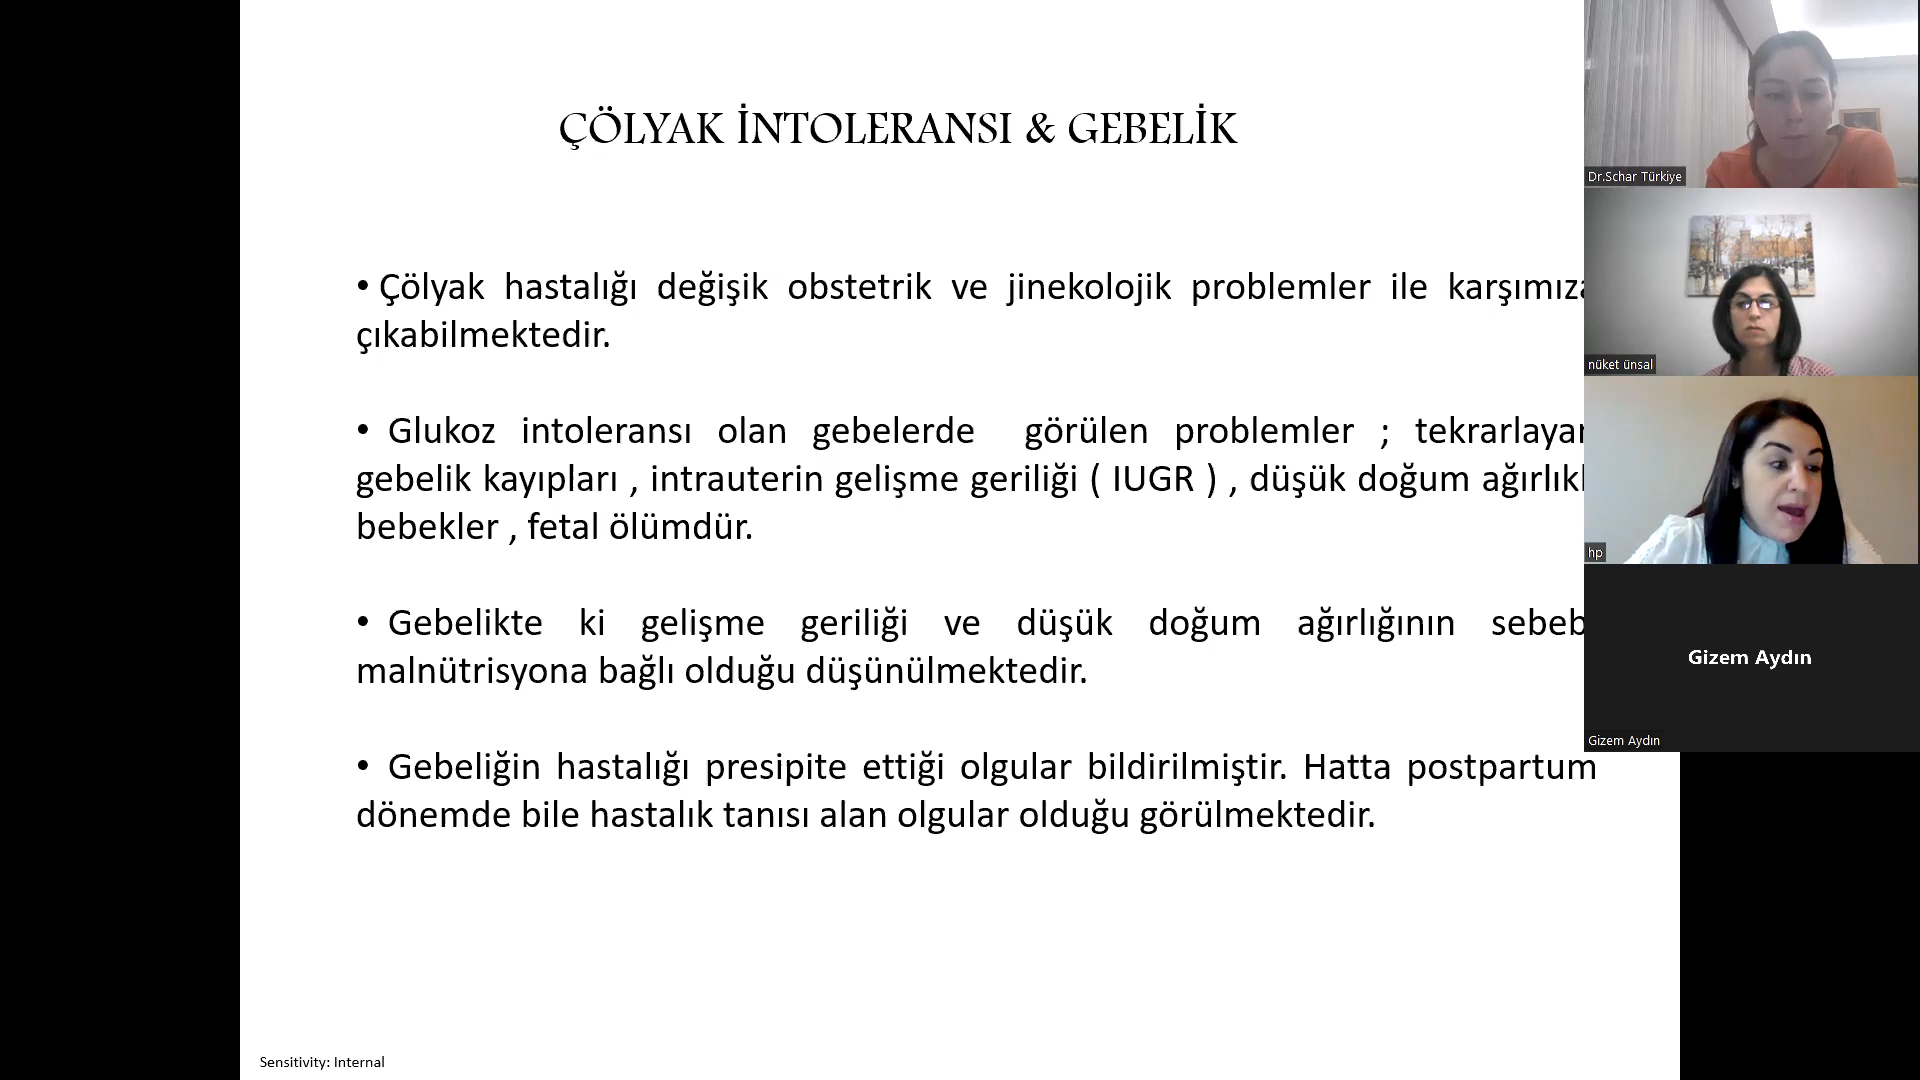 ÇÖLYAK İNTOLERANSI & GEBELİK
• Çölyak hastalığı değişik obstetrik ve jinekolojik problemler ile karşımıza
çıkabilmektedir.
• Glukoz intoleransı olan gebelerde görülen problemler ; tekrarlayan
gebelik kayıpları , intrauterin gelişme geriliği ( IUGR ) , düşük doğum ağırlıkl
bebekler , fetal ölümdür.
• Gebelikte ki gelişme geriliği ve düşük doğum ağırlığının sebeb
malnütrisyona bağlı olduğu düşünülmektedir.
• Gebeliğin hastalığı presipite ettiği olgular bildirilmiştir. Hatta postpartum
dönemde bile hastalık tanısı alan olgular olduğu görülmektedir.
Sensitivity: Internal
Dr.Schar Türkiye
nüket ünsal
hp
Gizem Aydın
Gizem Aydın